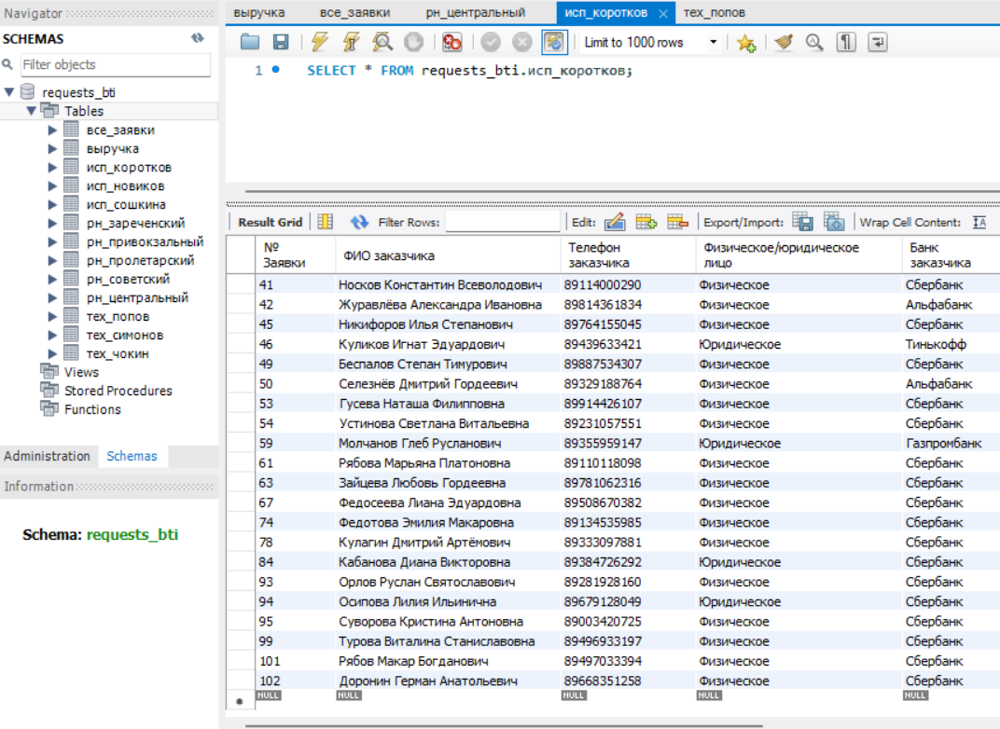 Navigator
SCHEMAS
Filter objects
requests_bti
Tables
все_заявки
выручка
исп_коротков
исп_новиков
исп_сошкина
рн_зареченский
рн_привокзальный
рн_пролетарский
рн_советский
рн_центральный
тех_попов
тех_симонов
тех_чокин
Views
Stored Procedures
Functions
Administration Schemas
Information
Schema: requests_bti
выручка все_заявки рн_центральный исп_коротков тех_попов
Limit to 1000 rows
1 SELECT * FROM requests_bti.исп_коротков;
Result Grid Filter Rows: Edit: Export/Import: Wrap Cell Content:
№ Заявки ФИО заказчика Телефон заказчика Физическое/юридическое лицо Банк заказчика
41 Носков Константин Всеволодович 89114000290 Физическое Сбербанк
42 Журавлёва Александра Ивановна 89814361834 Физическое Альфабанк
45 Никифоров Илья Степанович 89764155045 Физическое Сбербанк
46 Куликов Игнат Эдуардович 89439633421 Юридическое Тинькофф
49 Беспалов Степан Тимурович 89887534307 Физическое Сбербанк
50 Селезнёв Дмитрий Гордеевич 89329188764 Физическое Альфабанк
53 Гусева Наташа Филипповна 89914426107 Физическое Сбербанк
54 Устинова Светлана Витальевна 89231057551 Физическое Сбербанк
59 Молчанов Глеб Русланович 89355959147 Юридическое Газпромбанк
61 Рябова Марьяна Платоновна 89110118098 Физическое Сбербанк
63 Зайцева Любовь Гордеевна 89781062316 Физическое Сбербанк
67 Федосеева Лиана Эдуардовна 89508670382 Физическое Сбербанк
74 Федотова Эмилия Макаровна 89134535985 Физическое Сбербанк
78 Кулагин Дмитрий Артёмович 89333097881 Физическое Сбербанк
84 Кабанова Диана Викторовна 89384726292 Юридическое Сбербанк
93 Орлов Руслан Святославович 89281928160 Физическое Сбербанк
94 Осипова Лилия Ильинична 89679128049 Юридическое Сбербанк
95 Суворова Кристина Антоновна 89003420725 Физическое Сбербанк
99 Турова Виталина Станиславовна 89496933197 Физическое Сбербанк
101 Рябов Макар Богданович 89497033394 Физическое Сбербанк
102 Доронин Герман Анатольевич 89668351258 Физическое Сбербанк
NULL NULL NULL NULL NULL